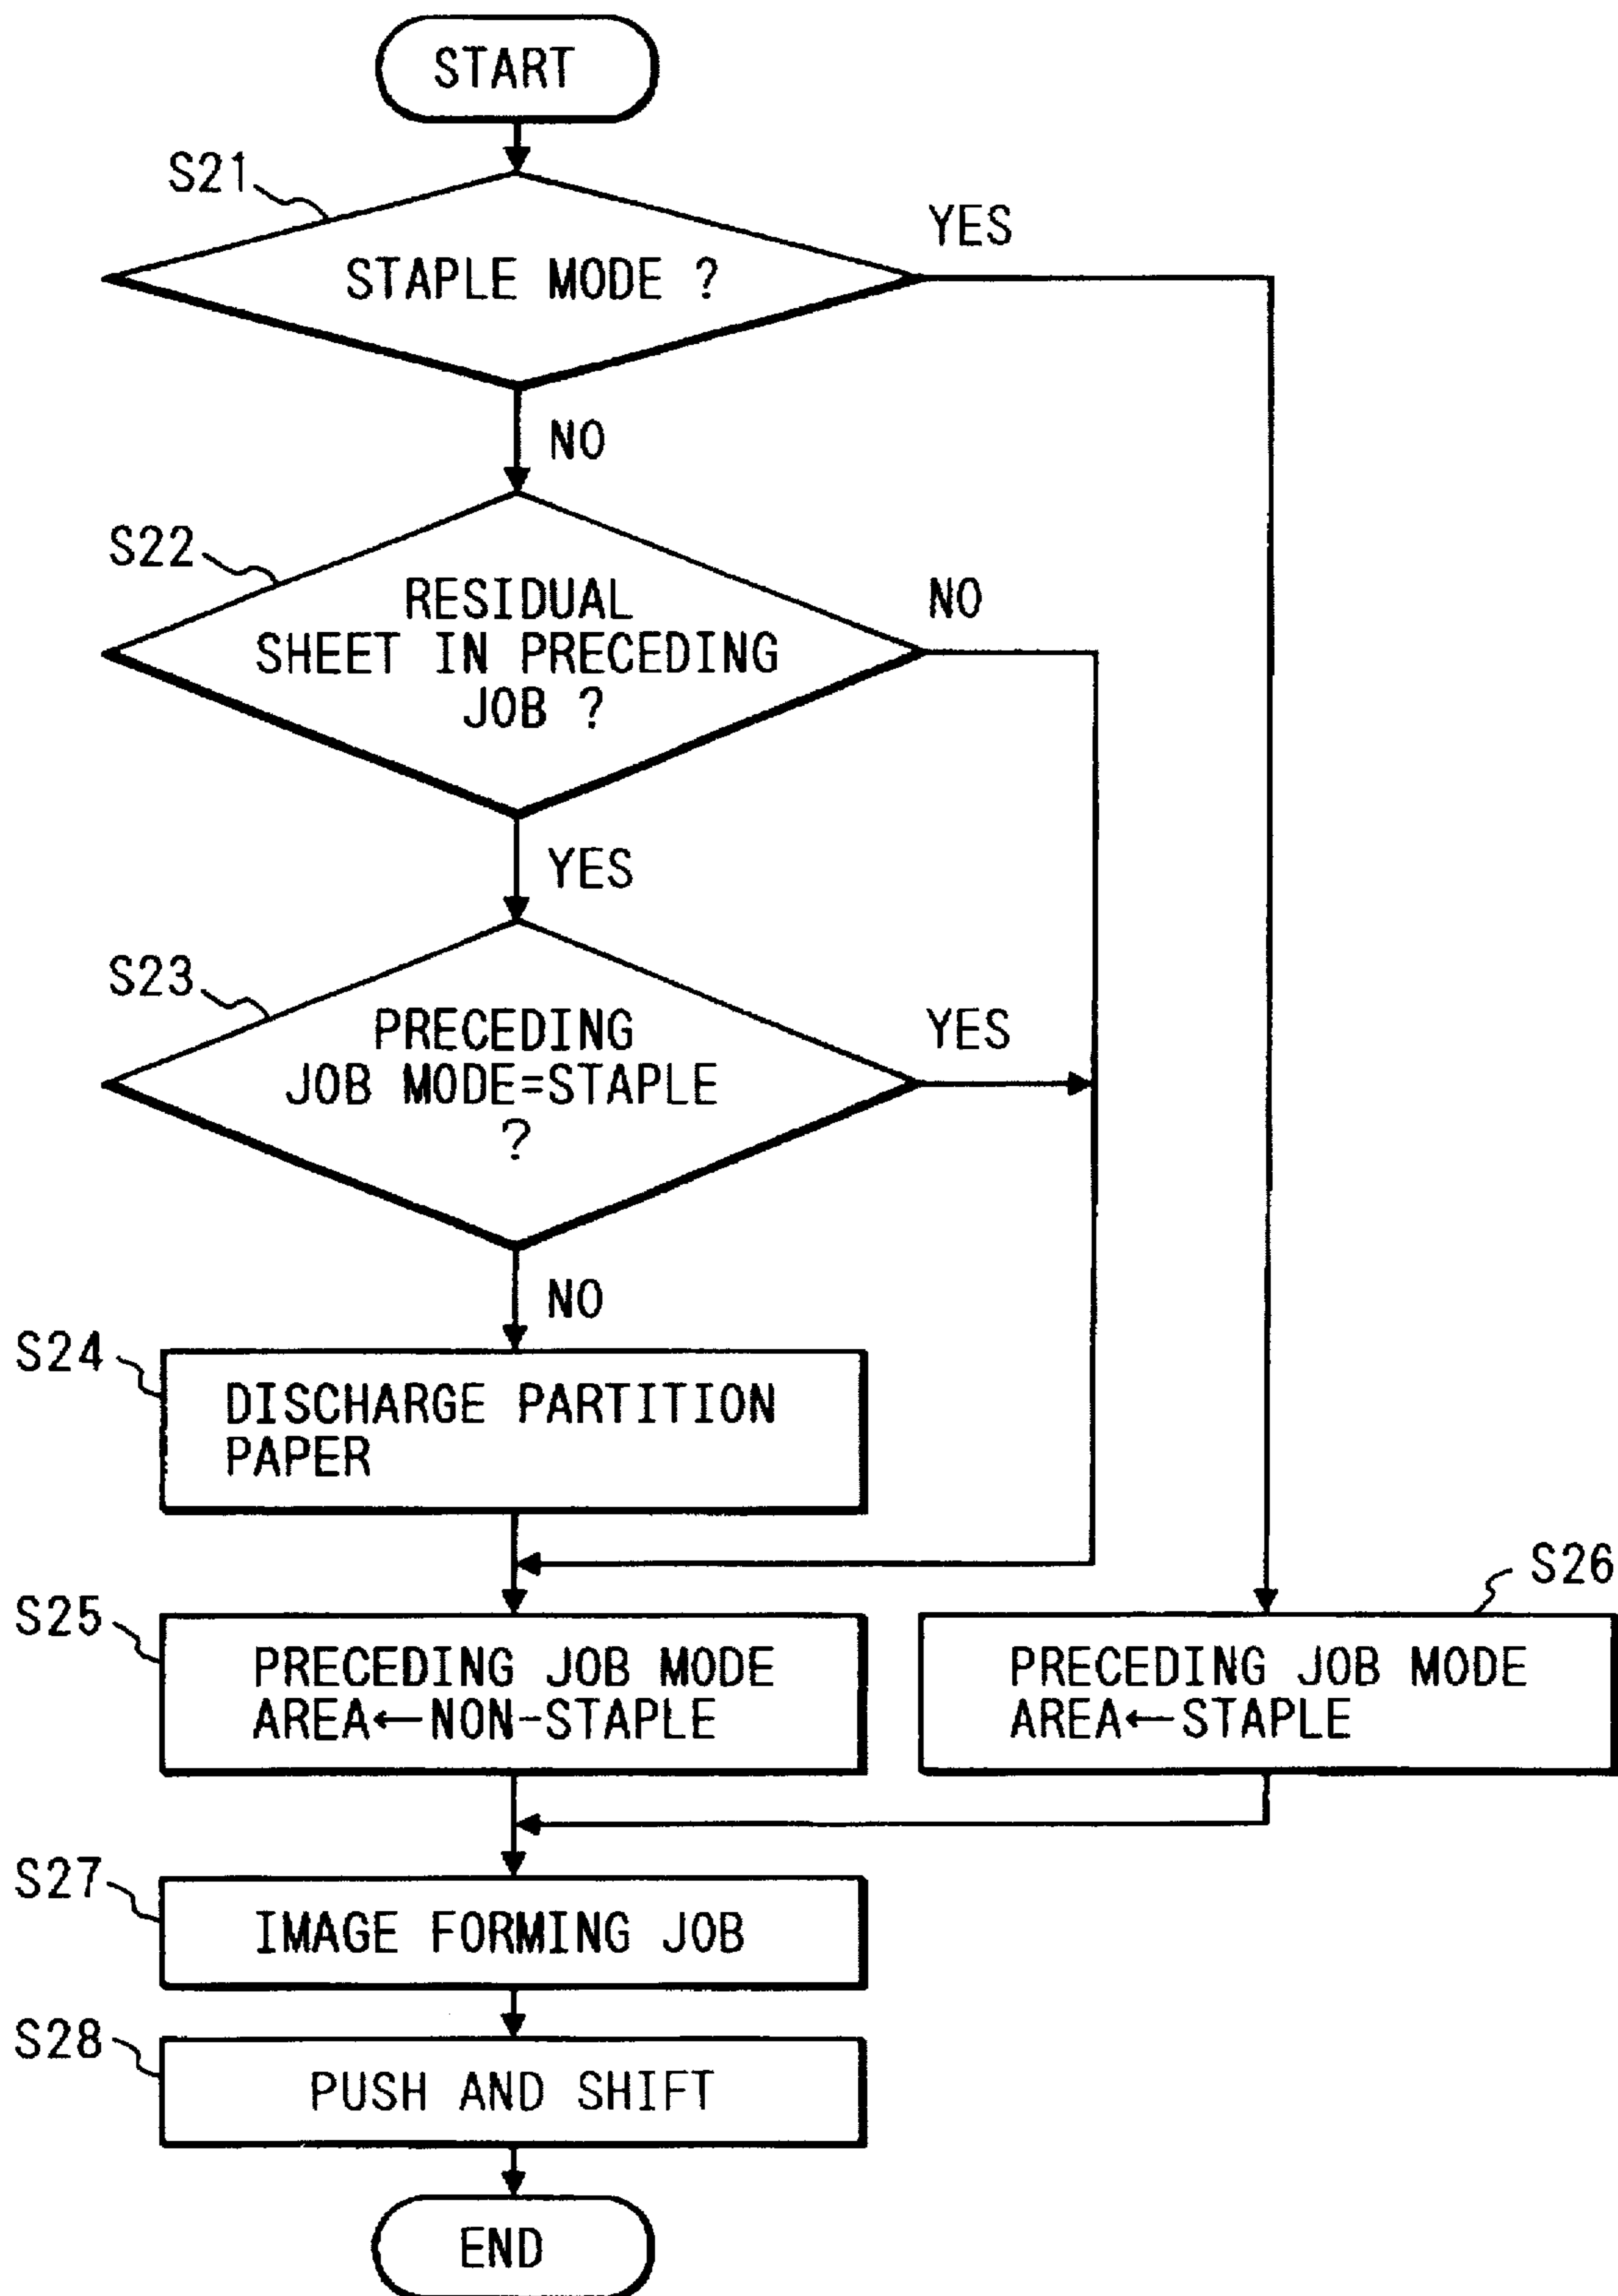 START
S21
YES
STAPLE MODE ?
NO
S22
RESIDUAL
NO
SHEET IN PRECEDING
JOB ?
YES
S23
PRECEDING
YES
JOB MODE=STAPLE
?
NO
S24
DISCHARGE PARTITION
PAPER
S26
S25
PRECEDING JOB MODE
AREA←NON-STAPLE
PRECEDING JOB MODE
AREA←STAPLE
S27
IMAGE FORMING JOB
S28
PUSH AND SHIFT
END